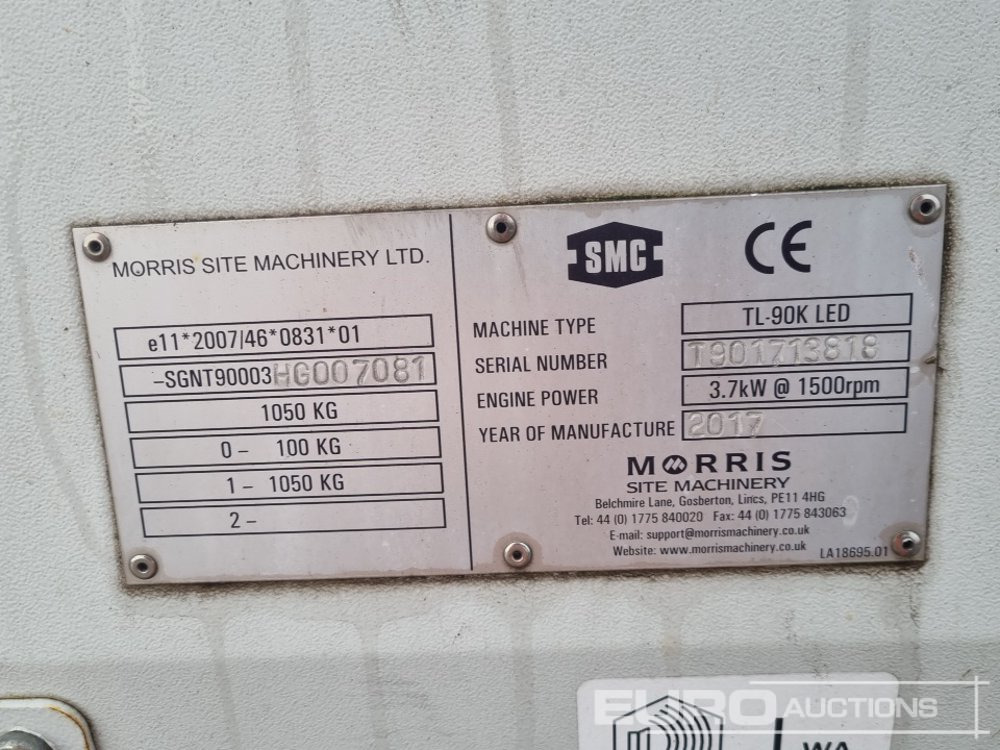 MORRIS SITE MACHINERY LTD.
e11*2007/46*0831*01
-SGNT90003HG007081
1050 KG
0 - 100 KG
1 - 1050 KG
2 -
SMC CE
MACHINE TYPE TL-90K LED
SERIAL NUMBER T901713818
ENGINE POWER 3.7kW @ 1500rpm
YEAR OF MANUFACTURE 2017
MORRIS
SITE MACHINERY
Belchmire Lane, Gosberton, Lincs, PE11 4HG
Tel: 44 (0) 1775 840020 Fax: 44 (0) 1775 843063
E-mail: support@morrismachinery.co.uk
Website: www.morrismachinery.co.uk
LA18695.01
EURO AUCTIONS
LWA